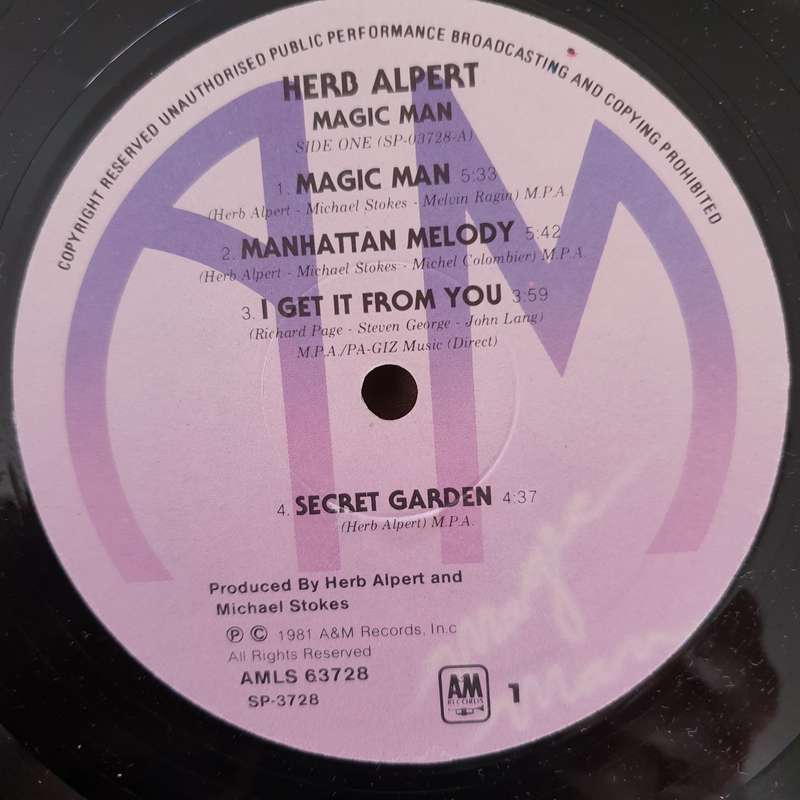 COPYRIGHT RESERVED UNAUTHORISED PUBLIC PERFORMANCE BROADCASTING AND COPYING PROHIBITED
HERB ALPERT
MAGIC MAN
SIDE ONE (SP-03728-A)
1. MAGIC MAN 5:33
(Herb Alpert - Michael Stokes - Melvin Ragin) M.P.A.
2. MANHATTAN MELODY 5:42
(Herb Alpert - Michael Stokes - Michel Colombier) M.P.A.
3. I GET IT FROM YOU 3:59
(Richard Page - Steven George - John Lang)
M.P.A./PA-GIZ Music (Direct)
4. SECRET GARDEN 4:37
(Herb Alpert) M.P.A.
Produced By Herb Alpert and
Michael Stokes
Ⓟ © 1981 A&M Records, In.c
All Rights Reserved
AMLS 63728
SP-3728
AM
RECORDS
1
Magic
Man